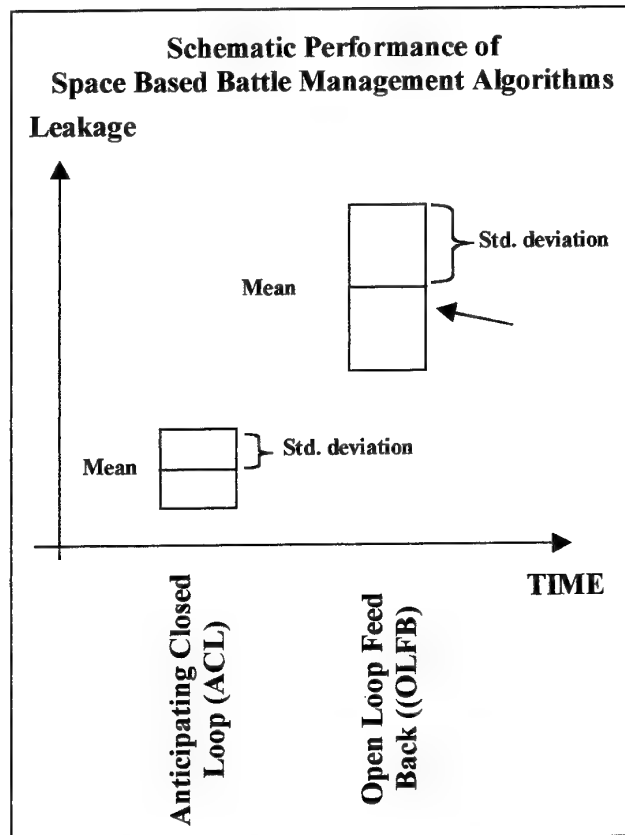 Schematic Performance of
Space Based Battle Management Algorithms
Leakage
Std. deviation
Mean
Std. deviation
Mean
TIME
Anticipating Closed
Loop (ACL)
Open Loop Feed
Back ((OLFB)